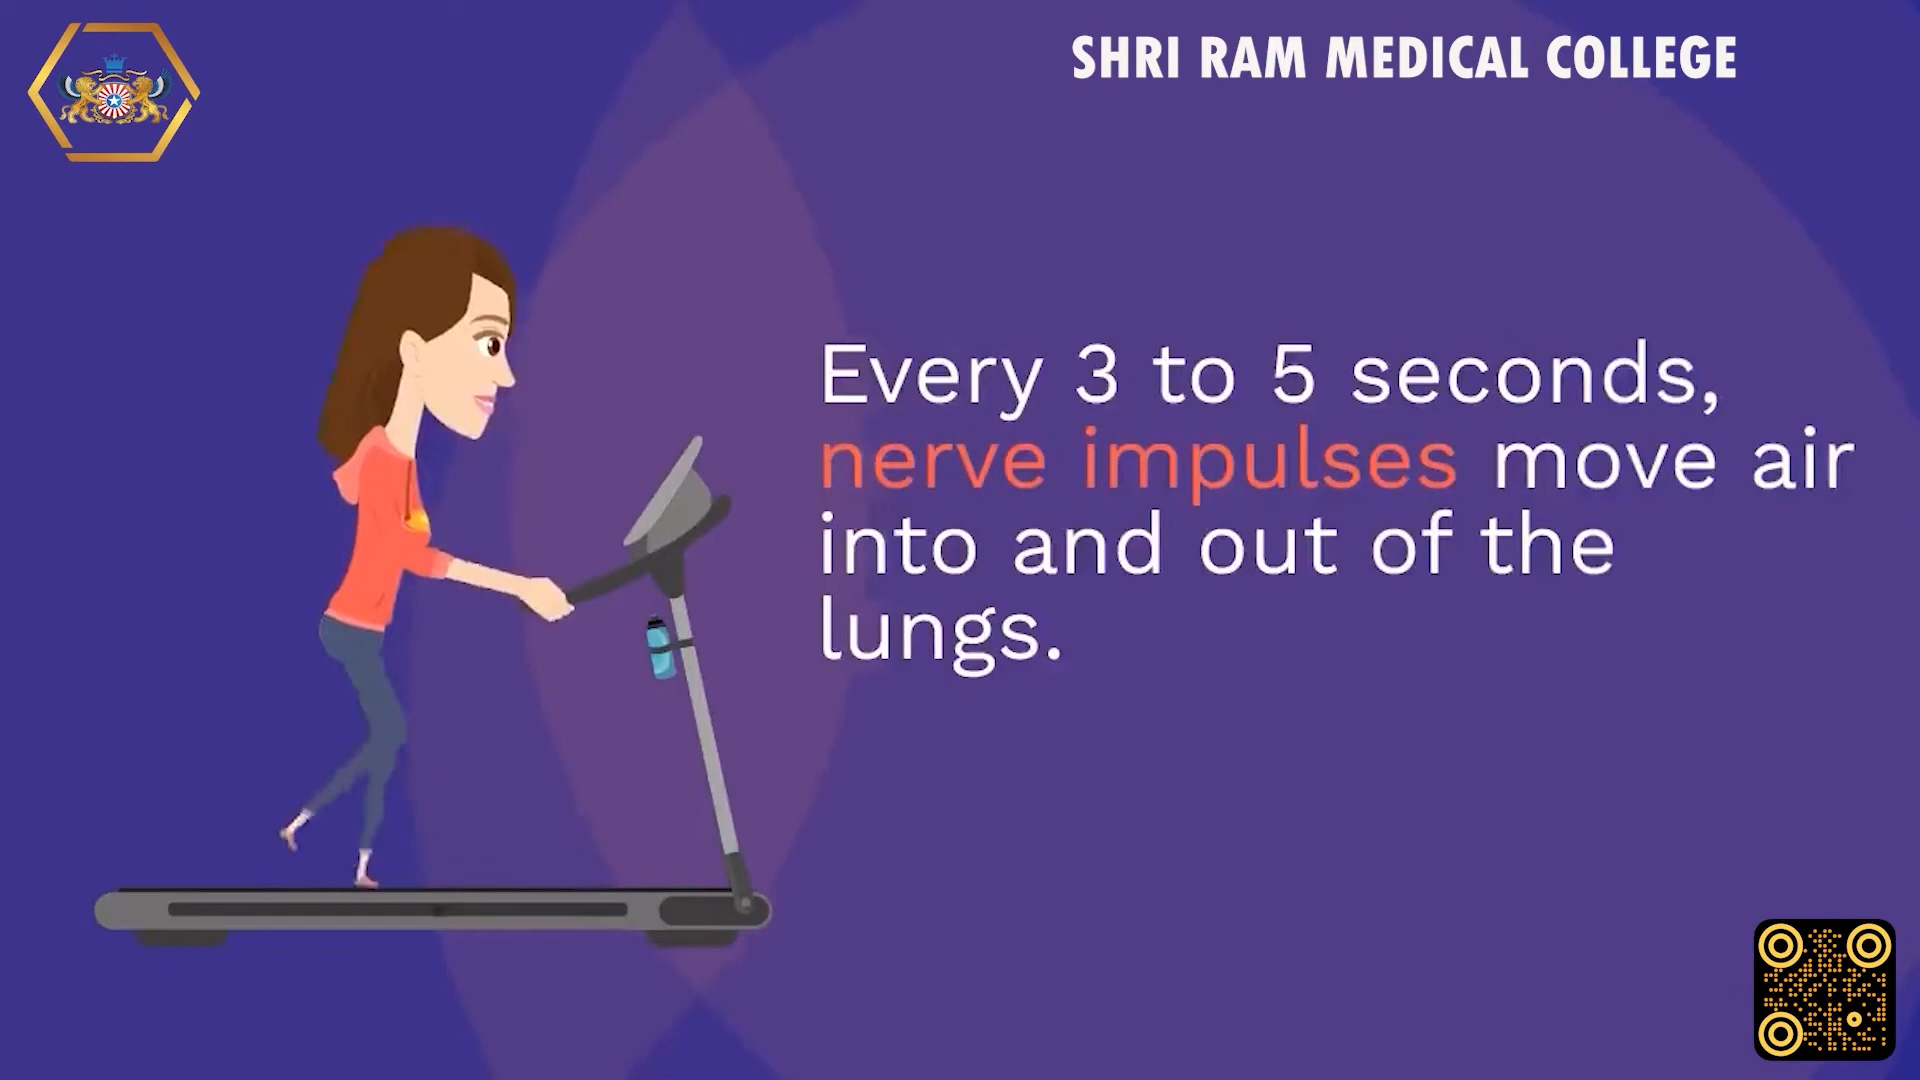 SHRI RAM MEDICAL COLLEGE
Every 3 to 5 seconds,
nerve impulses move air
into and out of the
lungs.